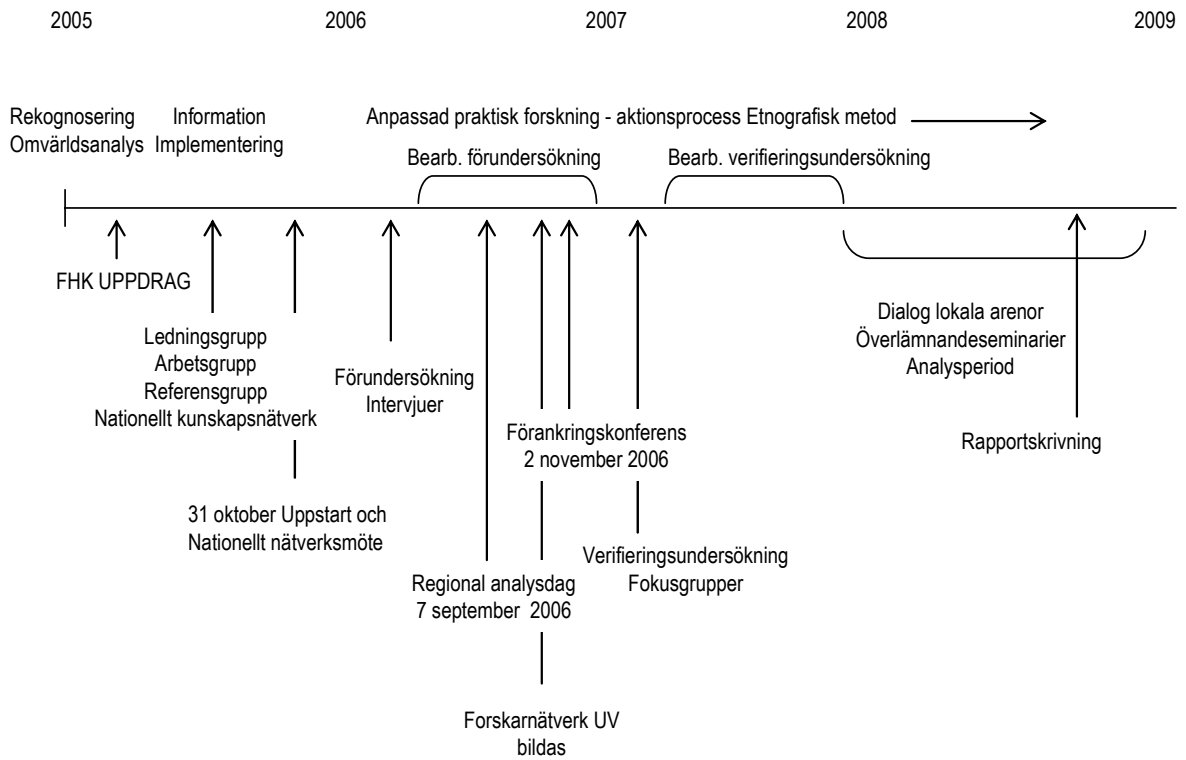 2005 2006 2007 2008 2009
Rekognosering
Omvärldsanalys
Information
Implementering
Anpassad praktisk forskning - aktionsprocess Etnografisk metod
Bearb. förundersökning
Bearb. verifieringsundersökning
FHK UPPDRAG
Ledningsgrupp
Arbetsgrupp
Referensgrupp
Nationellt kunskapsnätverk
31 oktober Uppstart och
Nationellt nätverksmöte
Förundersökning
Intervjuer
Regional analysdag
7 september 2006
Forskarnätverk UV
bildas
Förankringskonferens
2 november 2006
Verifieringsundersökning
Fokusgrupper
Dialog lokala arenor
Överlämnandeseminarier
Analysperiod
Rapportskrivning